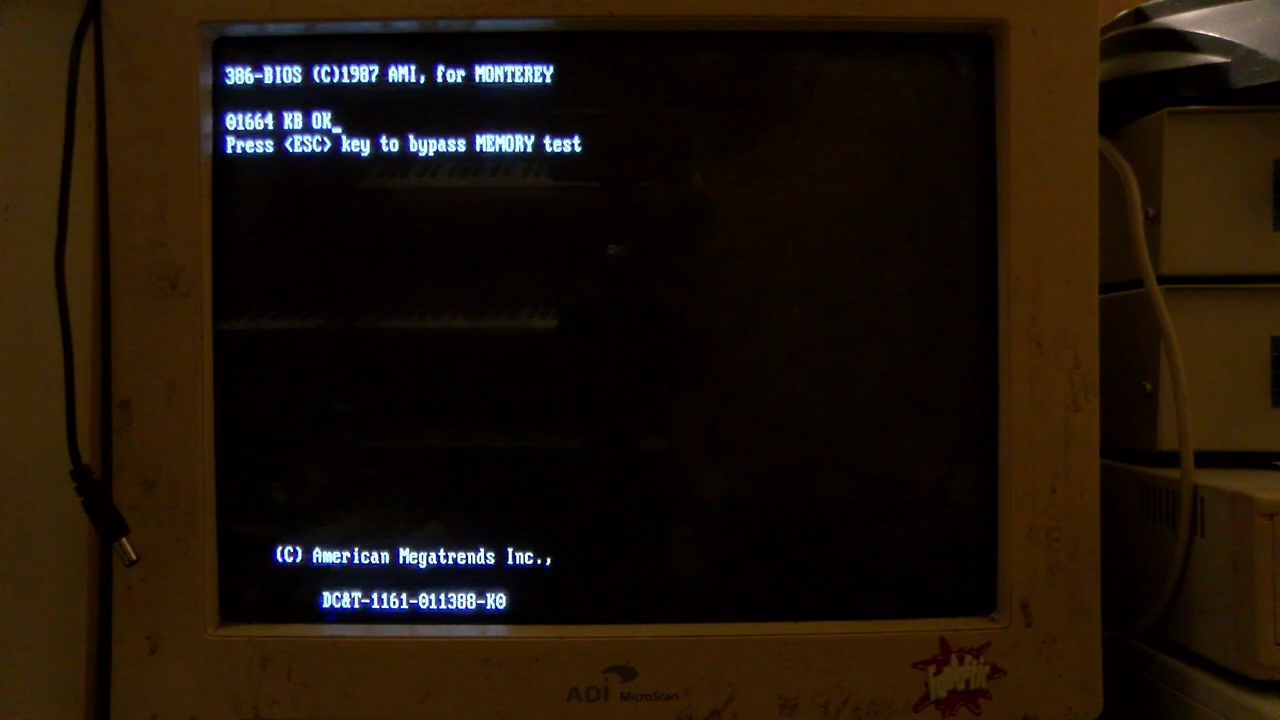 386-BIOS (C)1987 AMI, for MONTEREY
01664 KB OK_
Press <ESC> key to bypass MEMORY test
(C) American Megatrends Inc.,
DC&T-1161-011388-K0
ADi MicroScan